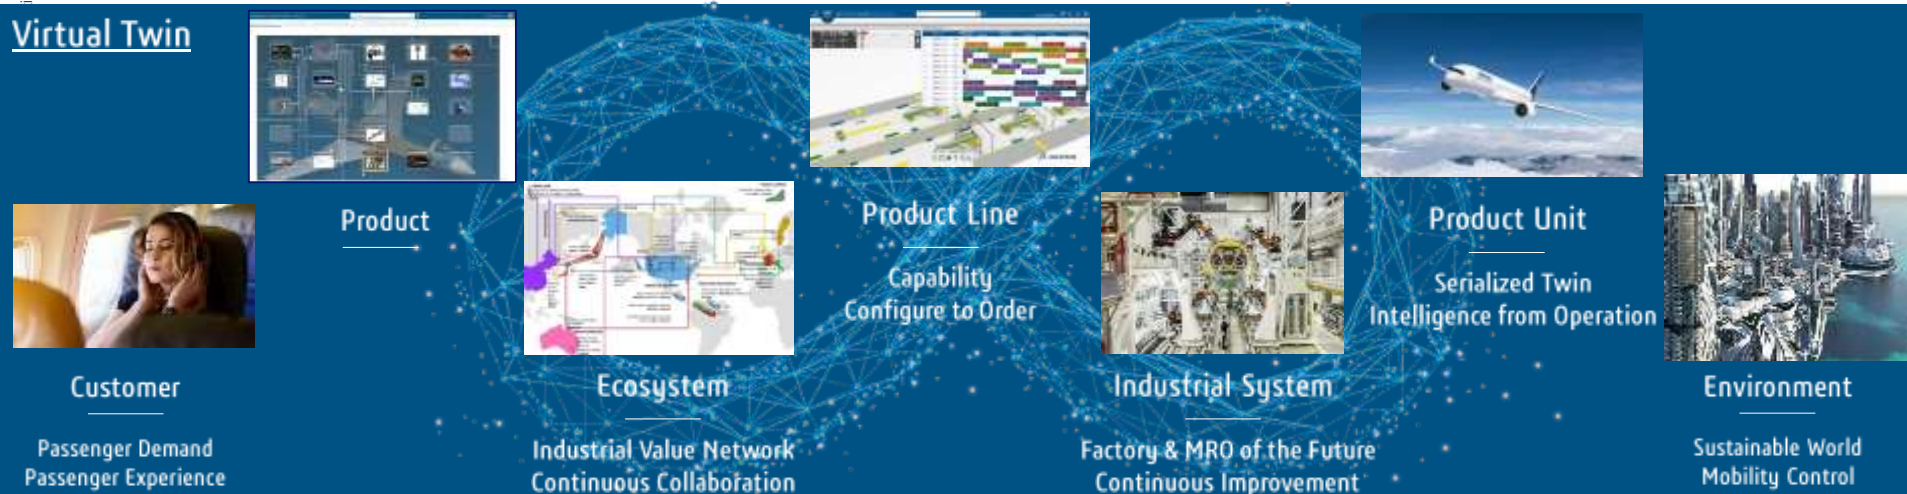 Virtual Twin
Customer
Passenger Demand
Passenger Experience
Product
Ecosystem
Industrial Value Network
Continuous Collaboration
Product Line
Capability
Configure to Order
Industrial System
Factory & MRO of the Future
Continuous Improvement
Product Unit
Serialized Twin
Intelligence from Operation
Environment
Sustainable World
Mobility Control